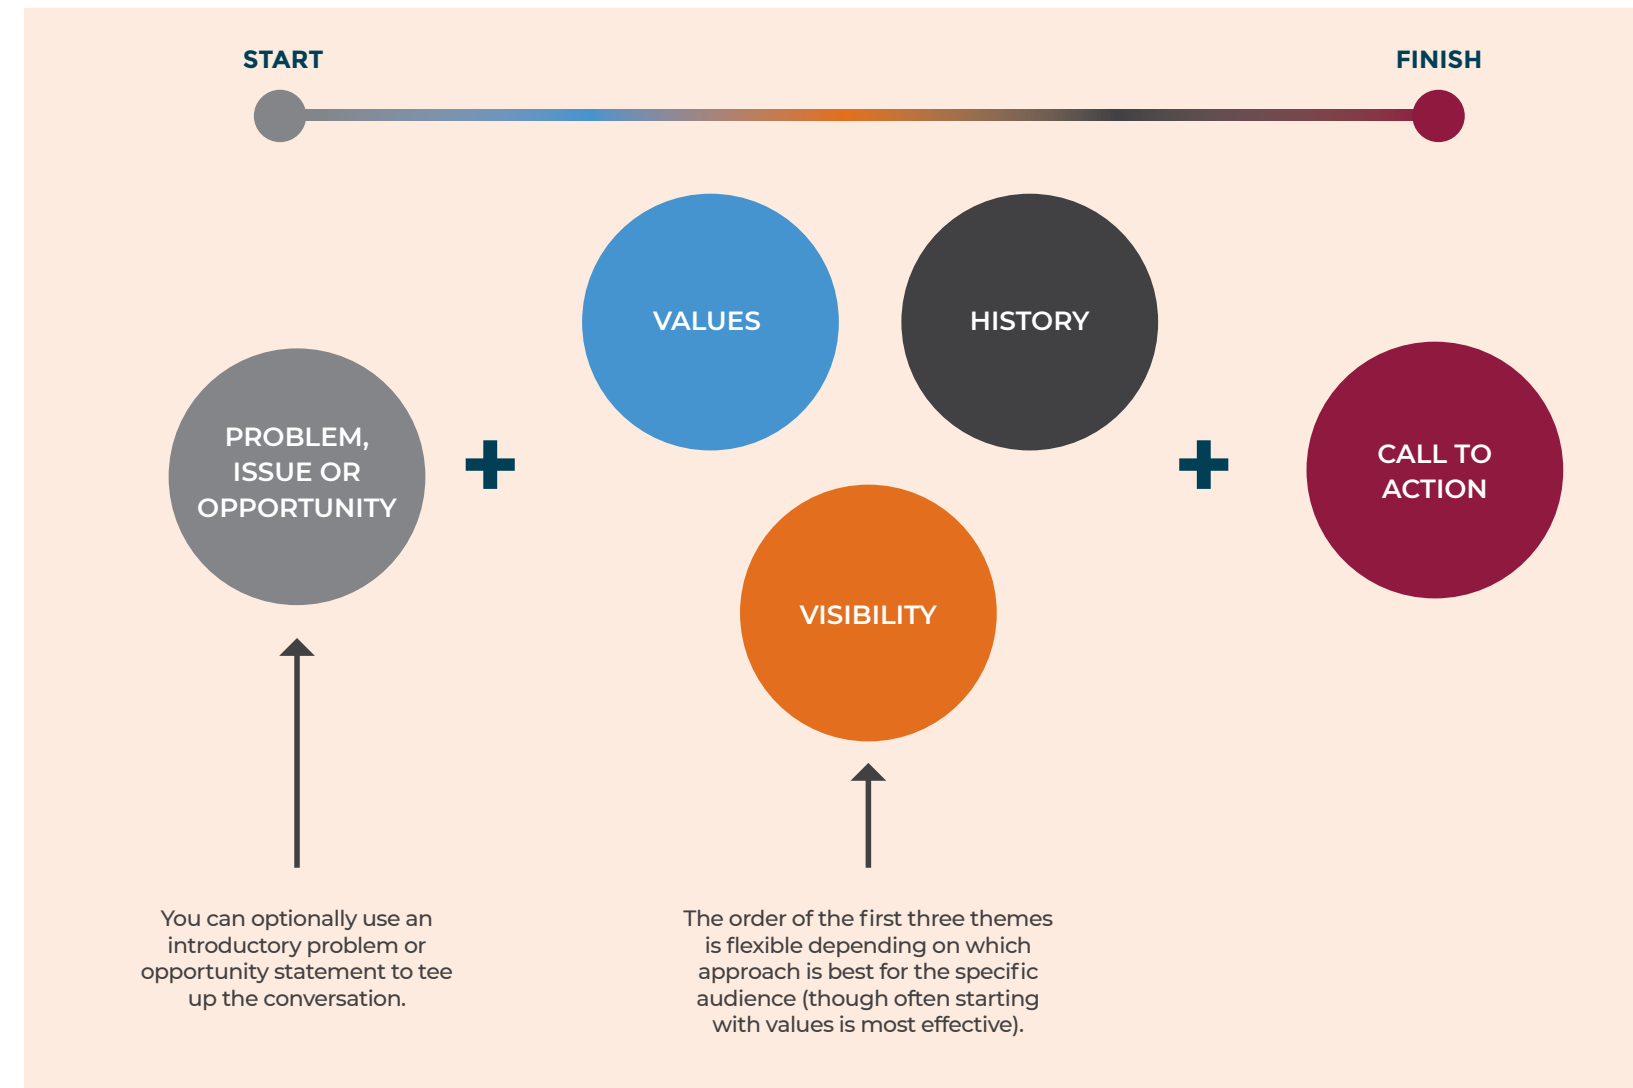 START
FINISH
PROBLEM,
ISSUE OR
OPPORTUNITY
VALUES
HISTORY
VISIBILITY
CALL TO
ACTION
You can optionally use an
introductory problem or
opportunity statement to tee
up the conversation.
The order of the first three themes
is flexible depending on which
approach is best for the specific
audience (though often starting
with values is most effective).